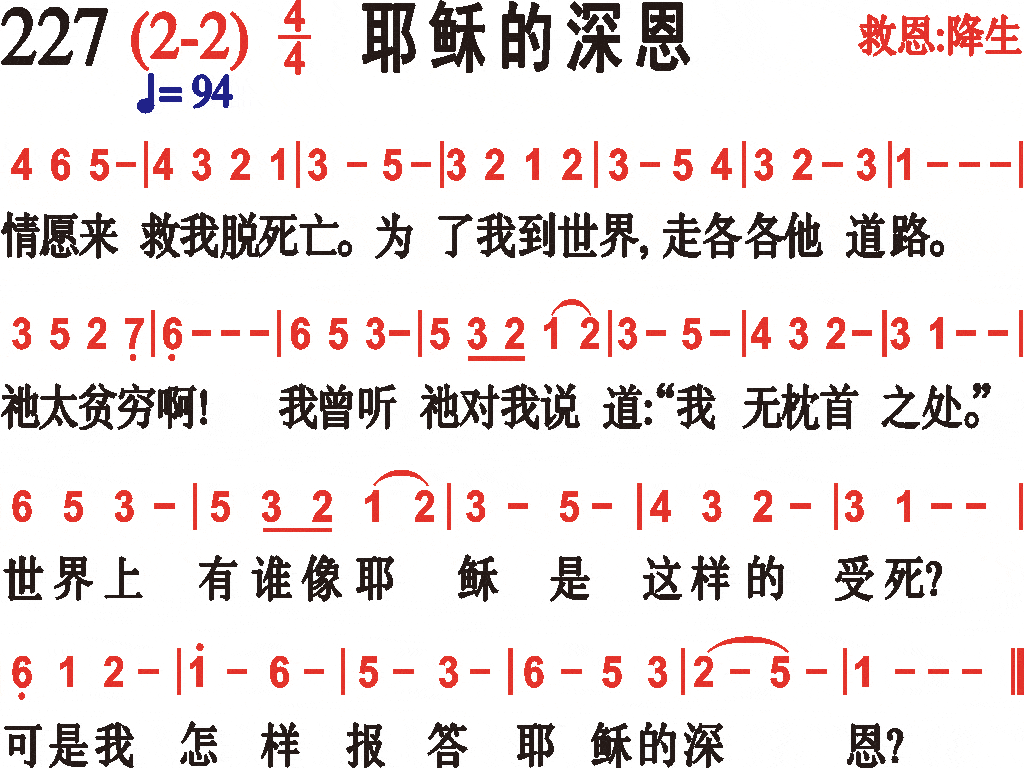 227 (2-2) 4/4 耶稣的深恩 救恩:降生
♩= 94
4 6 5 - | 4 3 2 1 | 3 - 5 - | 3 2 1 2 | 3 - 5 4 | 3 2 - 3 | 1 - - - |
情愿来 救我脱死亡。为 了我到世界, 走各各他 道路。
3 5 2 7̣ | 6̣ - - - | 6 5 3 - | 5 3 2 1 2 | 3 - 5 - | 4 3 2 - | 3 1 - - |
祂太贫穷啊! 我曾听 祂对我说 道:“我 无枕首 之处。”
6 5 3 - | 5 3 2 1 2 | 3 - 5 - | 4 3 2 - | 3 1 - - |
世界上 有谁像耶 稣 是 这样的 受死?
6̣ 1 2 - | 1̇ - 6 - | 5 - 3 - | 6 - 5 3 | 2 - 5 - | 1 - - - ‖
可是我 怎 样 报 答 耶 稣的深 恩?